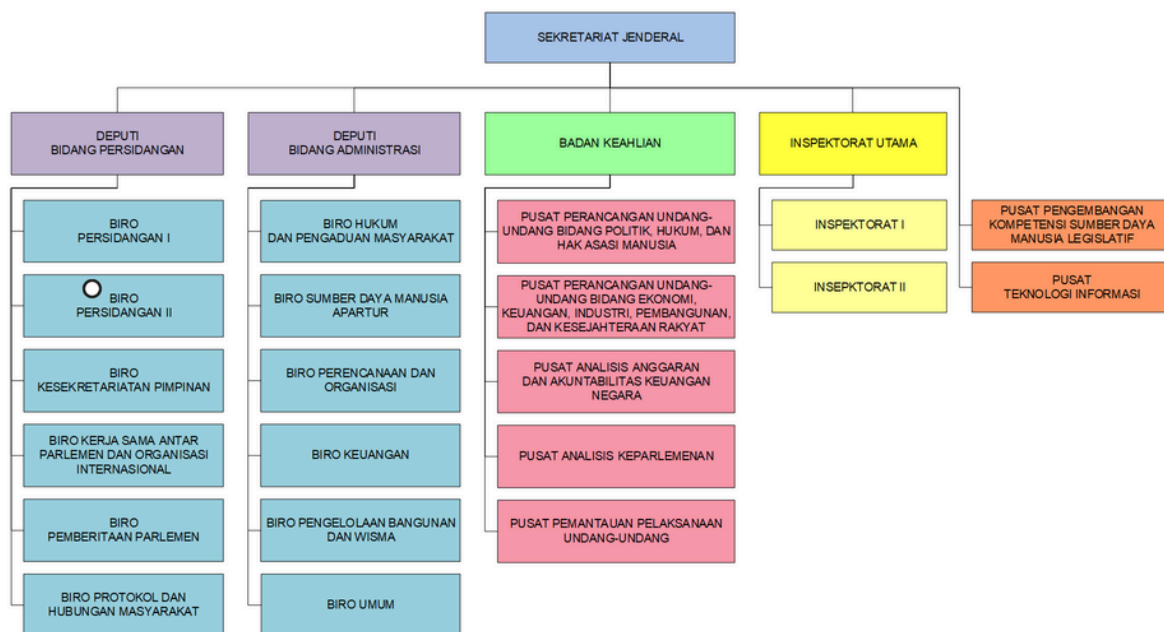 SEKRETARIAT JENDERAL
DEPUTI
BIDANG PERSIDANGAN
BIRO
PERSIDANGAN I
BIRO
PERSIDANGAN II
BIRO
KESEKRETARIATAN PIMPINAN
BIRO KERJA SAMA ANTAR
PARLEMEN DAN ORGANISASI
INTERNASIONAL
BIRO
PEMBERITAAN PARLEMEN
BIRO PROTOKOL DAN
HUBUNGAN MASYARAKAT
DEPUTI
BIDANG ADMINISTRASI
BIRO HUKUM
DAN PENGADUAN MASYARAKAT
BIRO SUMBER DAYA MANUSIA
APARTUR
BIRO PERENCANAAN DAN
ORGANISASI
BIRO KEUANGAN
BIRO PENGELOLAAN BANGUNAN
DAN WISMA
BIRO UMUM
BADAN KEAHLIAN
PUSAT PERANCANGAN UNDANG-
UNDANG BIDANG POLITIK, HUKUM, DAN
HAK ASASI MANUSIA
PUSAT PERANCANGAN UNDANG-
UNDANG BIDANG EKONOMI,
KEUANGAN, INDUSTRI, PEMBANGUNAN,
DAN KESEJAHTERAAN RAKYAT
PUSAT ANALISIS ANGGARAN
DAN AKUNTABILITAS KEUANGAN
NEGARA
PUSAT ANALISIS KEPARLEMENAN
PUSAT PEMANTAUAN PELAKSANAAN
UNDANG-UNDANG
INSPEKTORAT UTAMA
INSPEKTORAT I
INSEPKTORAT II
PUSAT PENGEMBANGAN
KOMPETENSI SUMBER DAYA
MANUSIA LEGISLATIF
PUSAT
TEKNOLOGI INFORMASI